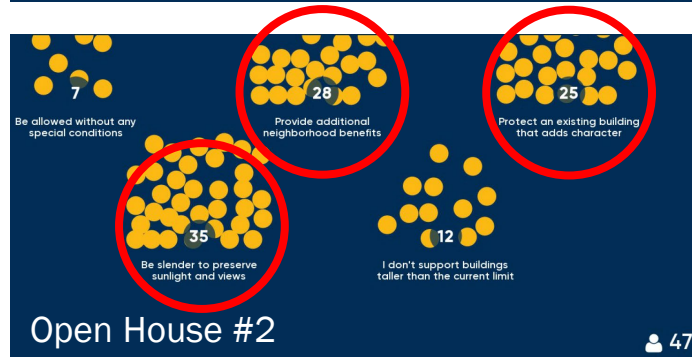 7
Be allowed without any
special conditions
28
Provide additional
neighborhood benefits
25
Protect an existing building
that adds character
35
Be slender to preserve
sunlight and views
12
I don't support buildings
taller than the current limit
Open House #2
47